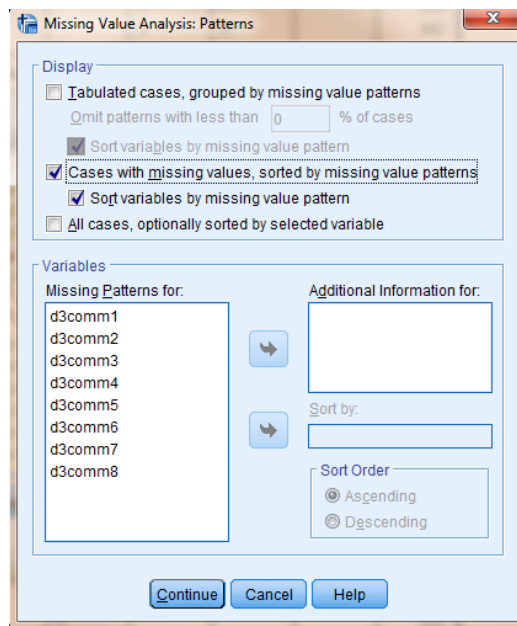 Missing Value Analysis: Patterns
Display
Tabulated cases, grouped by missing value patterns
Omit patterns with less than 0 % of cases
Sort variables by missing value pattern
Cases with missing values, sorted by missing value patterns
Sort variables by missing value pattern
All cases, optionally sorted by selected variable
Variables
Missing Patterns for:
d3comm1
d3comm2
d3comm3
d3comm4
d3comm5
d3comm6
d3comm7
d3comm8
Additional Information for:
Sort by:
Sort Order
Ascending
Descending
Continue Cancel Help